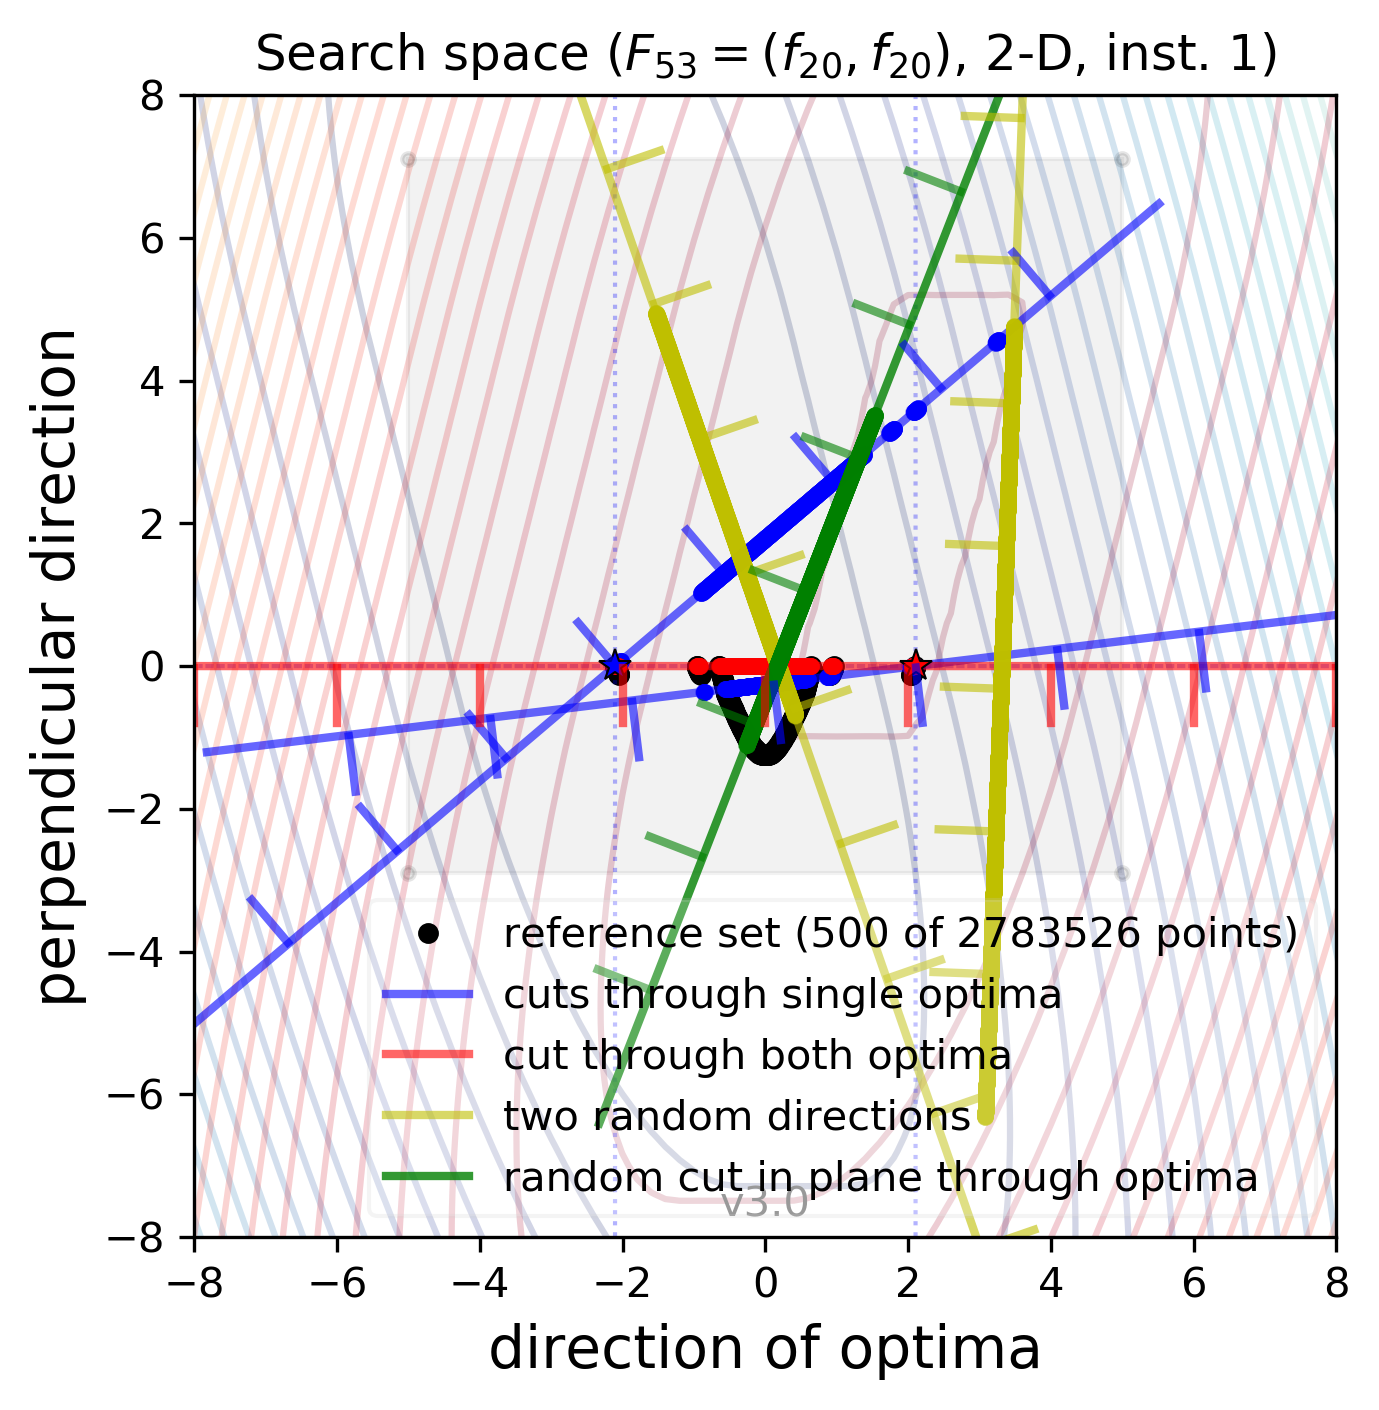 Search space (F₅₃ = (f₂₀, f₂₀), 2-D, inst. 1)
perpendicular direction
8
6
4
2
0
−2
−4
−6
−8
reference set (500 of 2783526 points)
cuts through single optima
cut through both optima
two random directions
random cut in plane through optima
v3.0
−8 −6 −4 −2 0 2 4 6 8
direction of optima